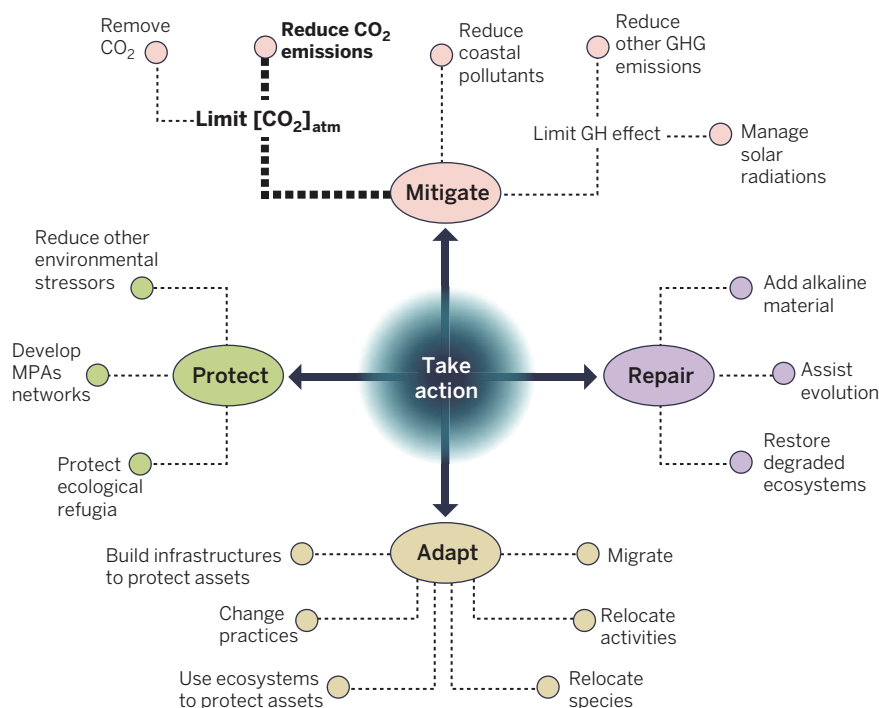 Remove
CO2
Reduce CO2
emissions
Reduce
coastal
pollutants
Reduce
other GHG
emissions
Limit [CO2]atm
Limit GH effect
Manage
solar
radiations
Mitigate
Reduce other
environmental
stressors
Add alkaline
material
Develop
MPAs
networks
Protect
Take
action
Repair
Assist
evolution
Protect
ecological
refugia
Restore
degraded
ecosystems
Build infrastructures
to protect assets
Adapt
Migrate
Change
practices
Relocate
activities
Use ecosystems
to protect assets
Relocate
species